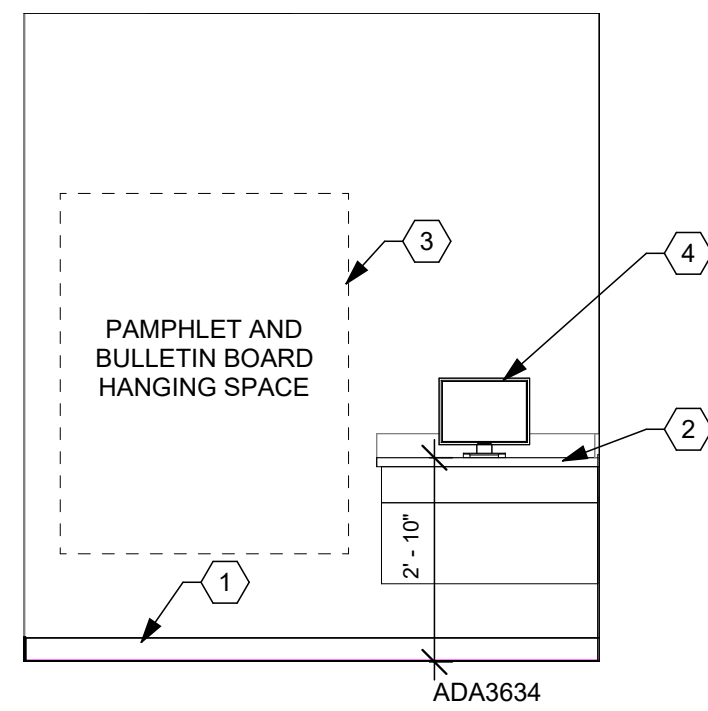 3
4
PAMPHLET AND
BULLETIN BOARD
HANGING SPACE
2
2' - 10"
1
ADA3634